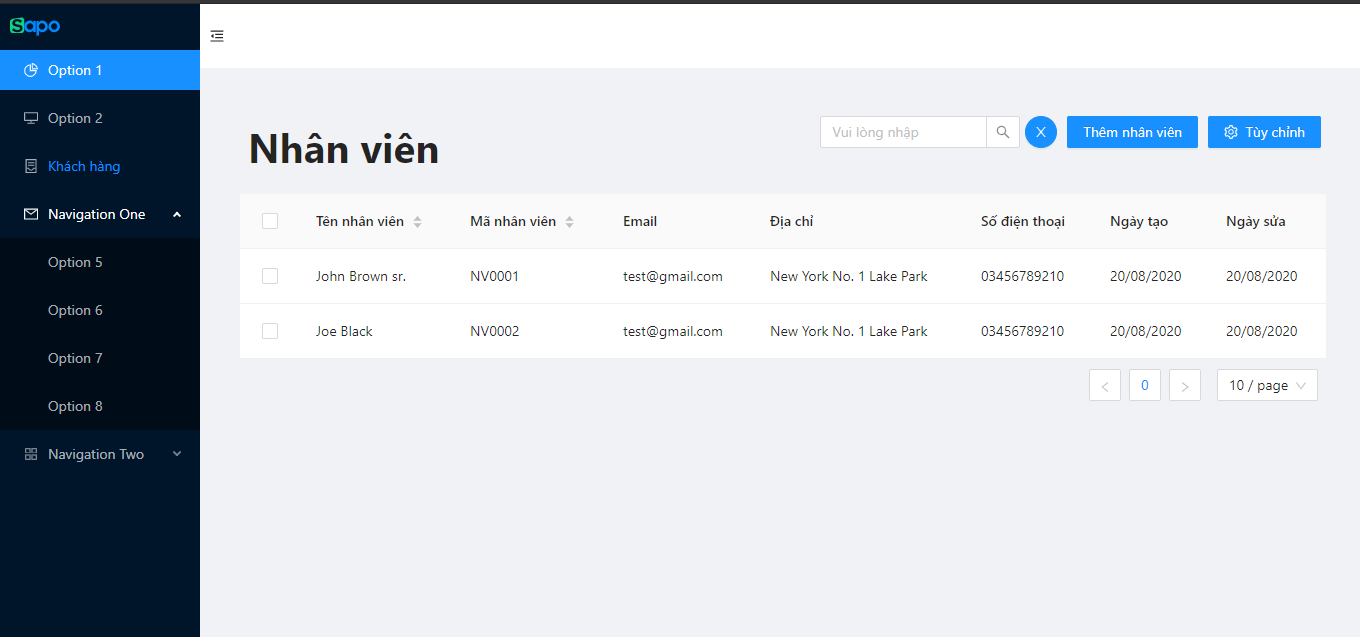 Sapo
Option 1
Option 2
Khách hàng
Navigation One
Option 5
Option 6
Option 7
Option 8
Navigation Two
Nhân viên
Vui lòng nhập
X
Thêm nhân viên
Tùy chỉnh
Tên nhân viên Mã nhân viên Email Địa chỉ Số điện thoại Ngày tạo Ngày sửa
John Brown sr. NV0001 test@gmail.com New York No. 1 Lake Park 03456789210 20/08/2020 20/08/2020
Joe Black NV0002 test@gmail.com New York No. 1 Lake Park 03456789210 20/08/2020 20/08/2020
< 0 > 10 / page